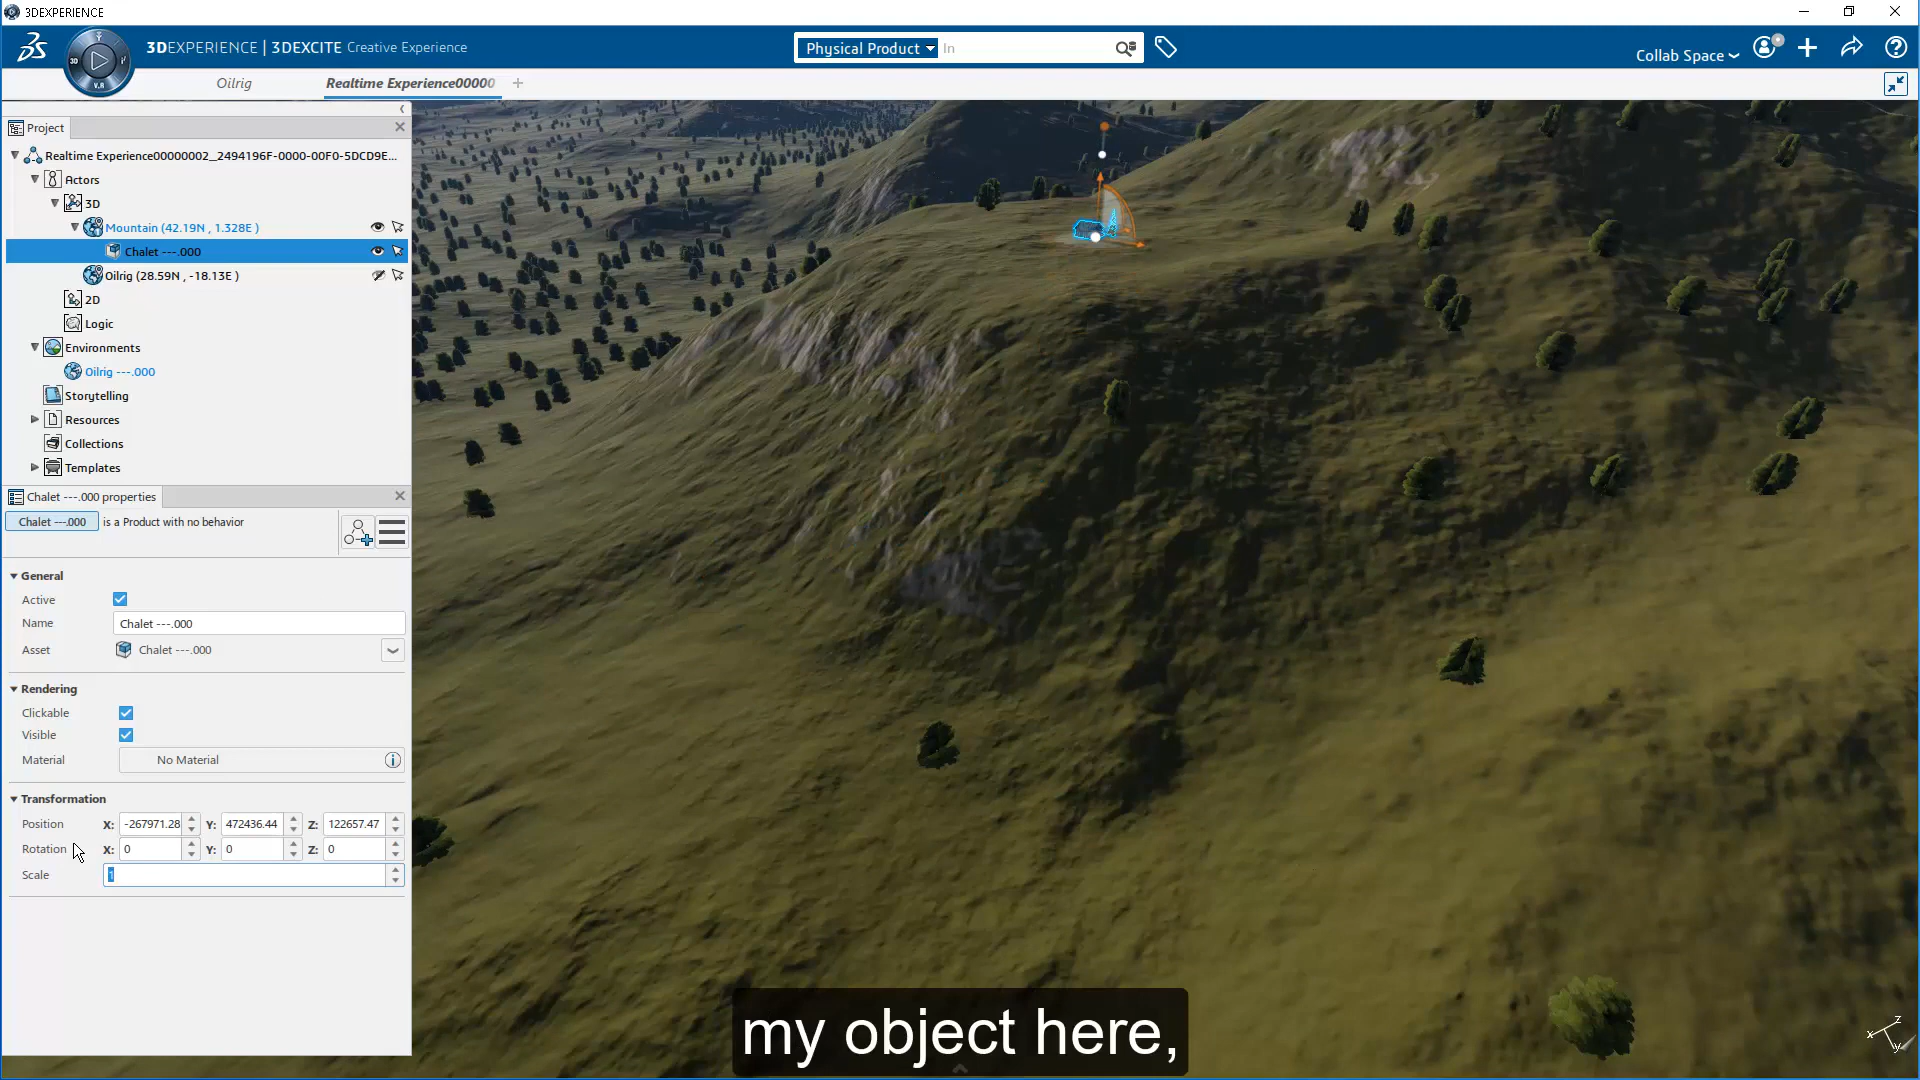 3DEXPERIENCE
3DEXPERIENCE | 3DEXCITE Creative Experience
3D
V.R
Physical Product In
Collab Space
Oilrig
Realtime Experience00000
Project
Realtime Experience00000002_2494196F-0000-00F0-5DCD9E...
Actors
3D
Mountain (42.19N , 1.328E )
Chalet ---.000
Oilrig (28.59N , -18.13E )
2D
Logic
Environments
Oilrig ---.000
Storytelling
Resources
Collections
Templates
Chalet ---.000 properties
Chalet ---.000 is a Product with no behavior
General
Active
Name Chalet ---.000
Asset Chalet ---.000
Rendering
Clickable
Visible
Material No Material
Transformation
Position X: -267971.28 Y: 472436.44 Z: 122657.47
Rotation X: 0 Y: 0 Z: 0
Scale 1
my object here,
x z y